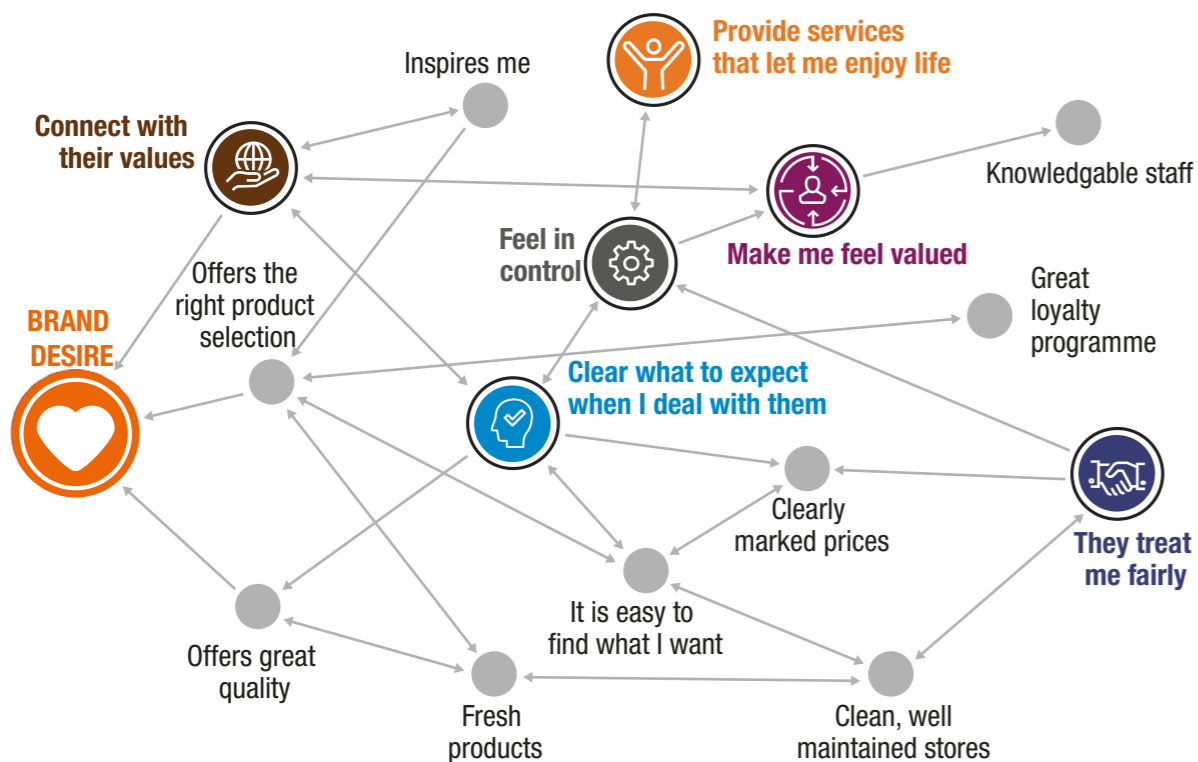 Provide services
that let me enjoy life
Inspires me
Connect with
their values
Knowledgable staff
Feel in
control
Make me feel valued
Offers the
right product
selection
Great
loyalty
programme
BRAND
DESIRE
Clear what to expect
when I deal with them
Clearly
marked prices
They treat
me fairly
It is easy to
find what I want
Offers great
quality
Fresh
products
Clean, well
maintained stores